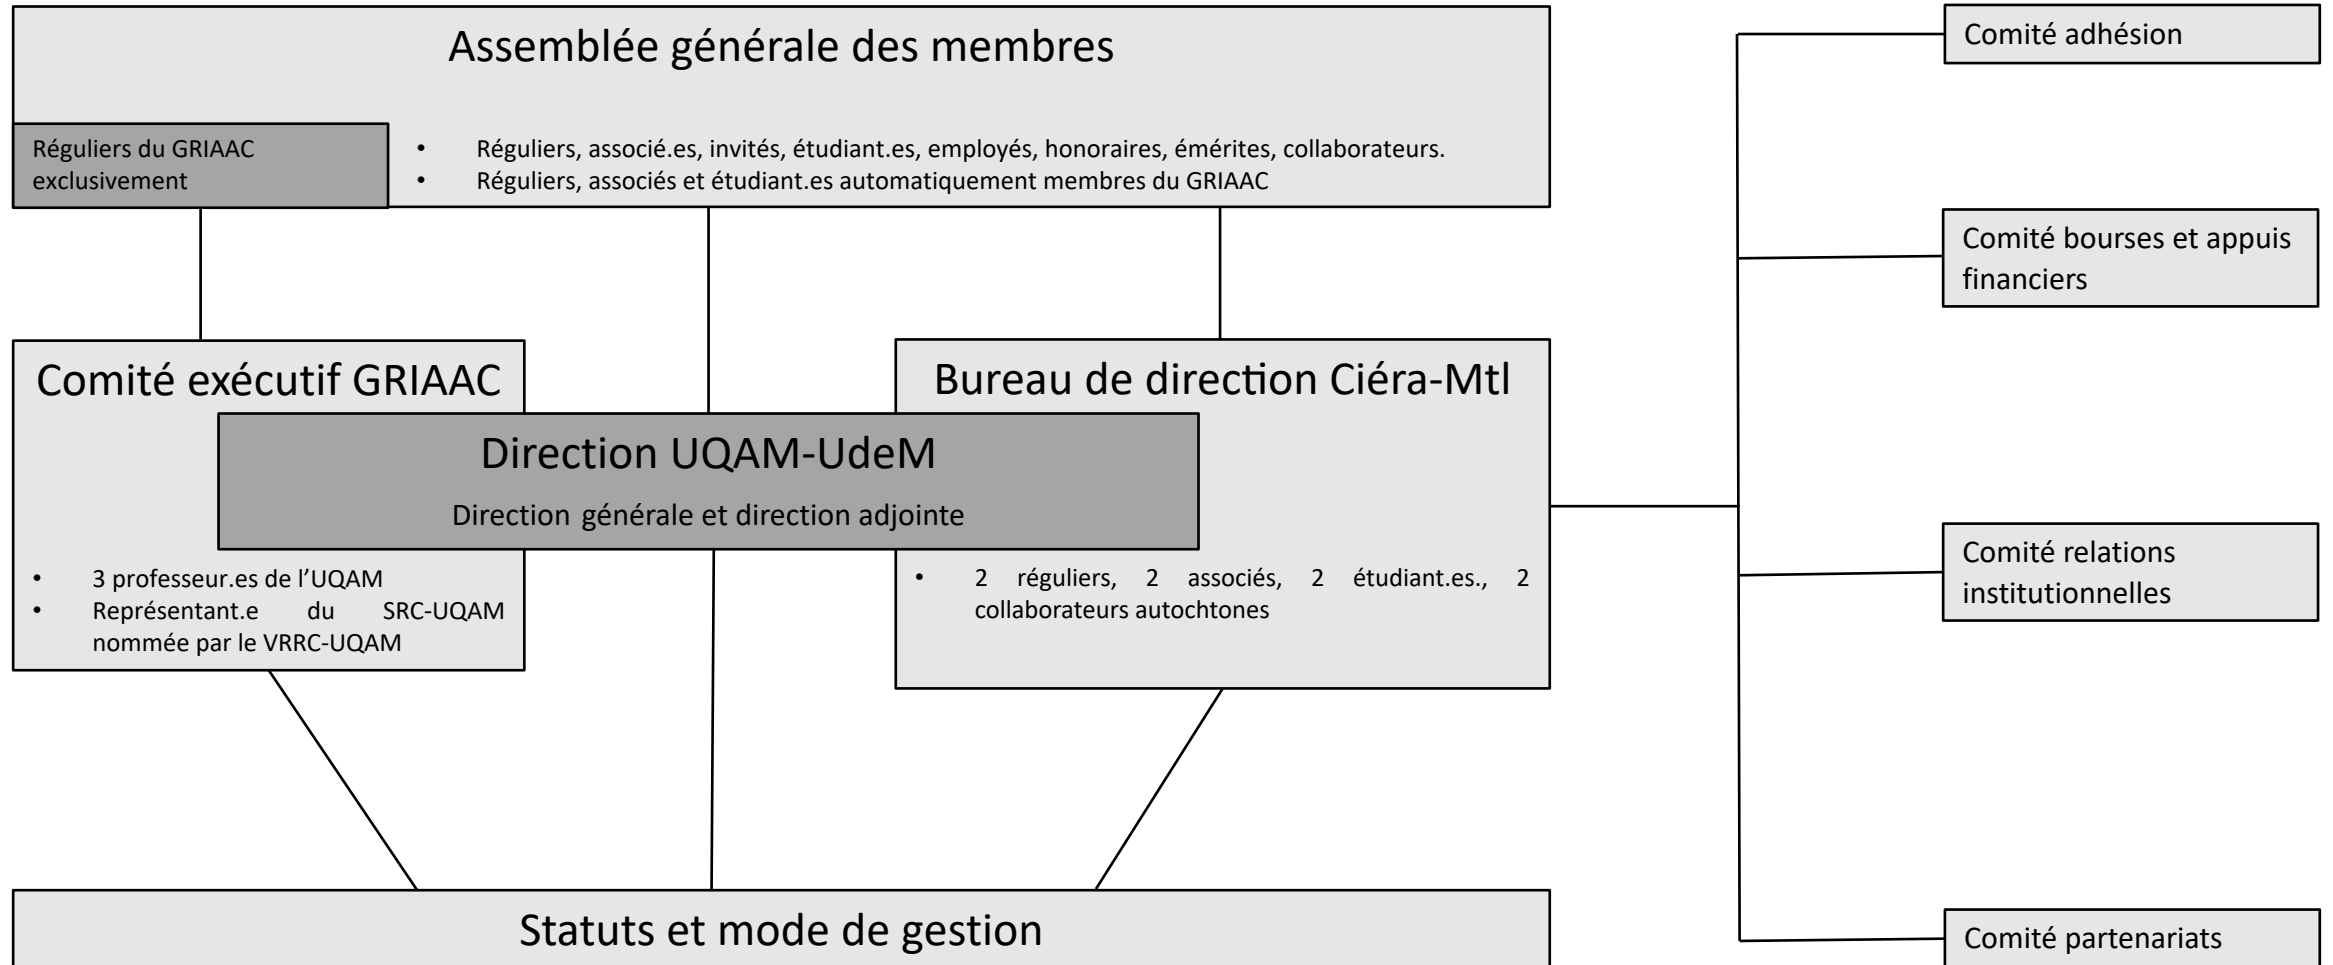 Assemblée générale des membres
Réguliers du GRIAAC
exclusivement
• Réguliers, associé.es, invités, étudiant.es, employés, honoraires, émérites, collaborateurs.
• Réguliers, associés et étudiant.es automatiquement membres du GRIAAC
Comité exécutif GRIAAC
Bureau de direction Ciéra-Mtl
Direction UQAM-UdeM
Direction générale et direction adjointe
• 3 professeur.es de l’UQAM
• Représentant.e du SRC-UQAM
nommée par le VRRC-UQAM
• 2 réguliers, 2 associés, 2 étudiant.es., 2
collaborateurs autochtones
Statuts et mode de gestion
Comité adhésion
Comité bourses et appuis
financiers
Comité relations
institutionnelles
Comité partenariats